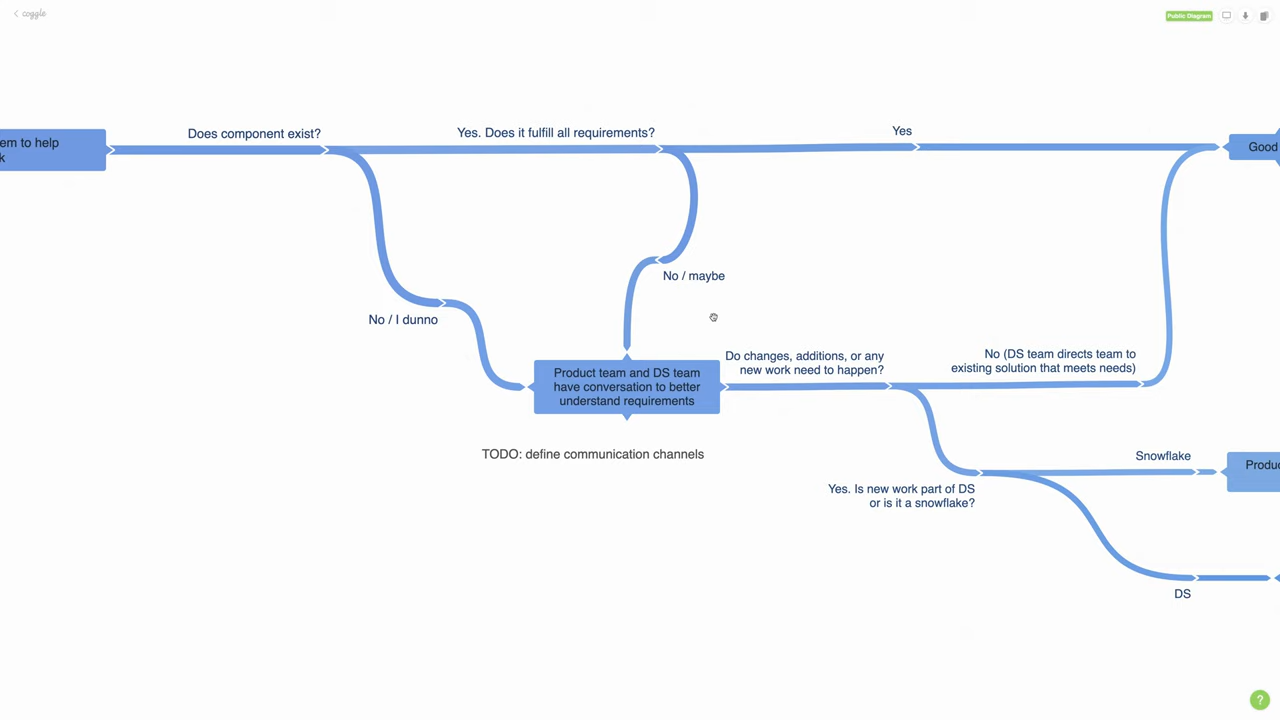 coggle
Public Diagram
em to help
k
Does component exist?
Yes. Does it fulfill all requirements?
Yes
Good
No / maybe
No / I dunno
Product team and DS team
have conversation to better
understand requirements
Do changes, additions, or any
new work need to happen?
No (DS team directs team to
existing solution that meets needs)
TODO: define communication channels
Snowflake
Produc
Yes. Is new work part of DS
or is it a snowflake?
DS
?